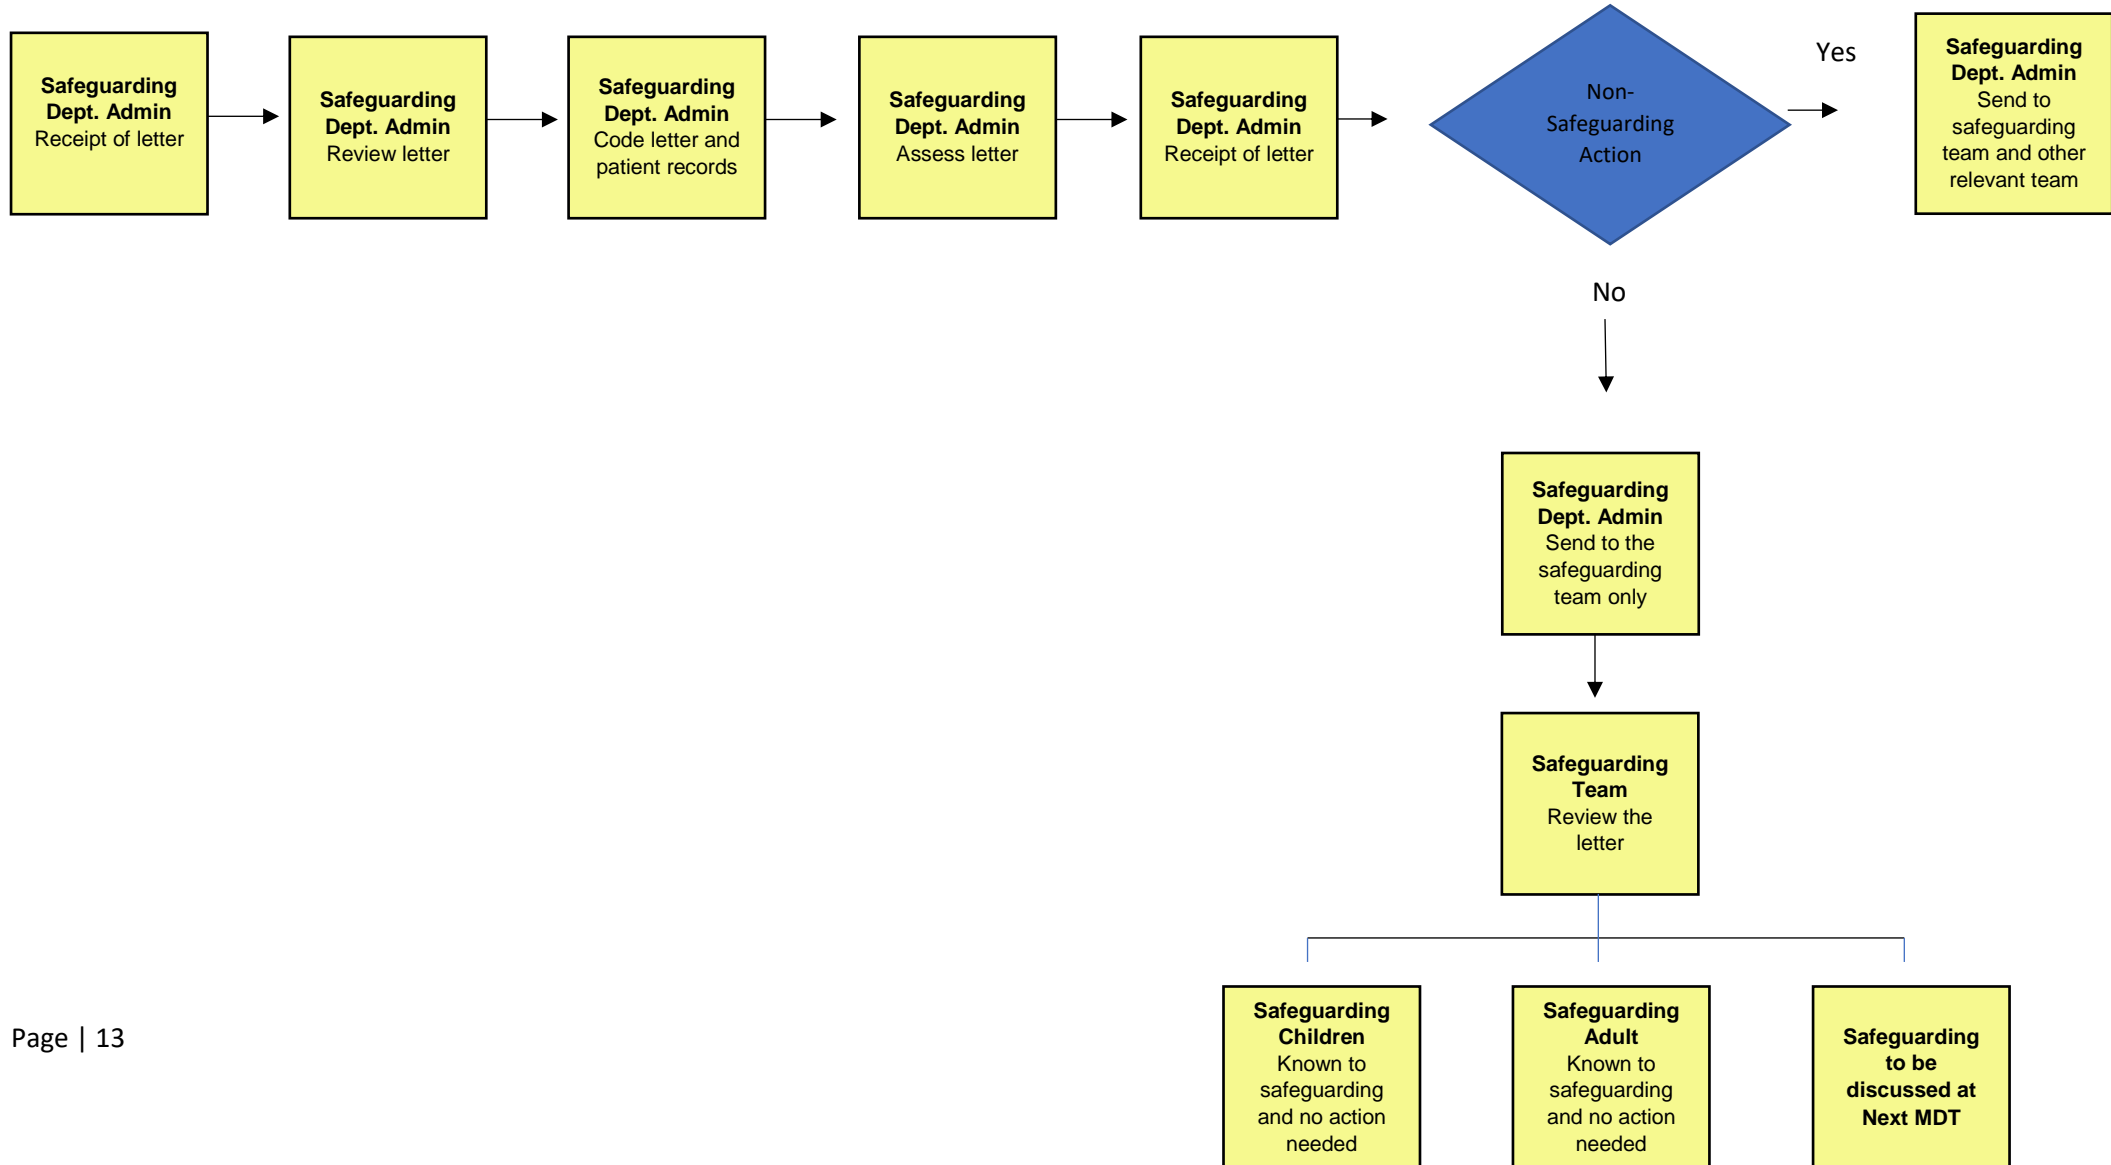 Safeguarding
Dept. Admin
Receipt of letter
Safeguarding
Dept. Admin
Review letter
Safeguarding
Dept. Admin
Code letter and
patient records
Safeguarding
Dept. Admin
Assess letter
Safeguarding
Dept. Admin
Receipt of letter
Non-
Safeguarding
Action
Yes
Safeguarding
Dept. Admin
Send to
safeguarding
team and other
relevant team
No
Safeguarding
Dept. Admin
Send to the
safeguarding
team only
Safeguarding
Team
Review the
letter
Safeguarding
Children
Known to
safeguarding
and no action
needed
Safeguarding
Adult
Known to
safeguarding
and no action
needed
Safeguarding
to be
discussed at
Next MDT
Page | 13